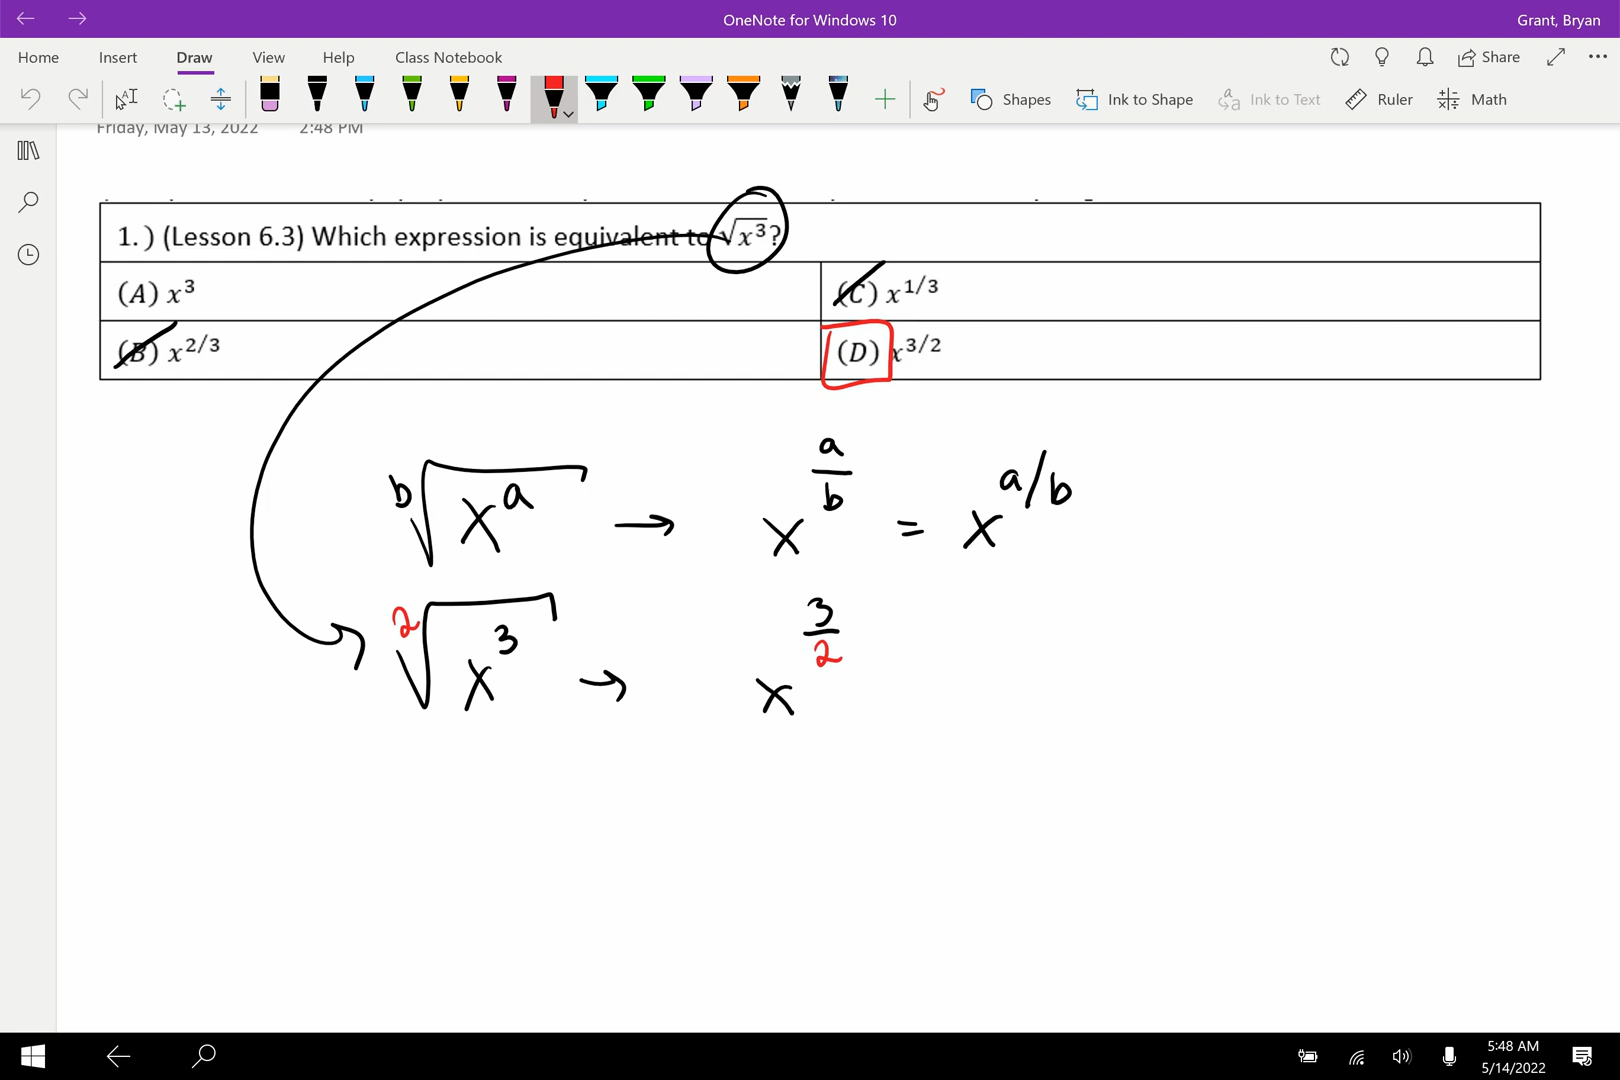 OneNote for Windows 10
Grant, Bryan
Home Insert Draw View Help Class Notebook
Share
Shapes Ink to Shape Ink to Text Ruler Math
Friday, May 13, 2022 2:48 PM
1.) (Lesson 6.3) Which expression is equivalent to √x³?
(A) x³
(C) x^1/3
(B) x^2/3
(D) x^3/2
ᵇ√xᵃ → x^a/b = x^a/b
²√x³ → x^3/2
5:48 AM
5/14/2022